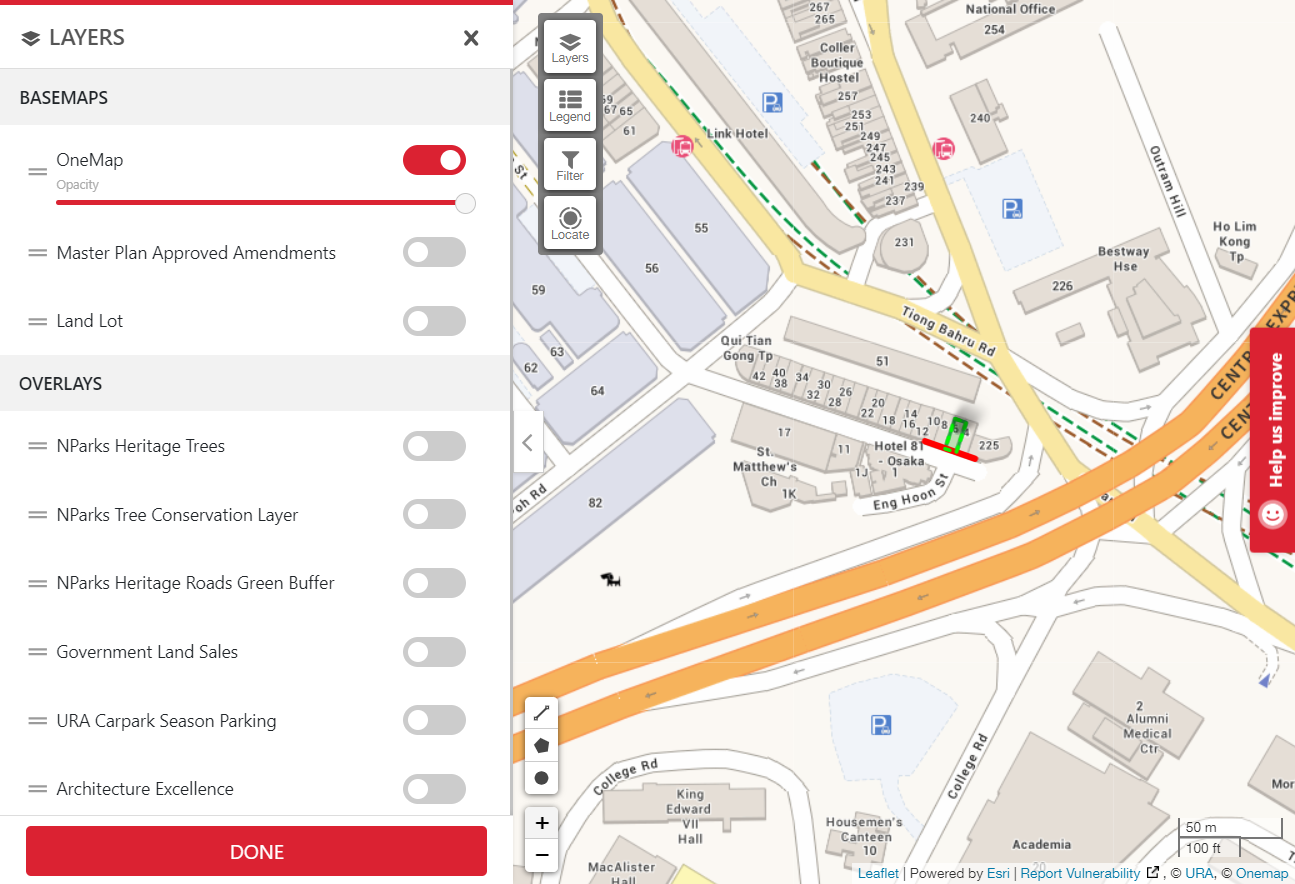 LAYERS
BASEMAPS
OneMap
Opacity
Master Plan Approved Amendments
Land Lot
OVERLAYS
NParks Heritage Trees
NParks Tree Conservation Layer
NParks Heritage Roads Green Buffer
Government Land Sales
URA Carpark Season Parking
Architecture Excellence
DONE
Layers
Legend
Filter
Locate
267
265
National Office
254
Coller
Boutique
Hostel
257
253
251
249
247
245
243
241
239
237
231
240
59
67 65
61
Link Hotel
St
55
56
59
63
62
64
82
Outram Hill
Ho Lim
Kong
Tp
Bestway
Hse
226
Tiong Bahru Rd
Qui Tian
Gong Tp
51
42
40
38
34
32
30
28
26
22
20
18
16
14
12
10
8
225
17
11
Hotel 81
- Osaka
St.
Matthew's
Ch
1J
1
1K
Eng Hoon St
oh Rd
CENTR
EXPR
CENTR
Help us improve
College Rd
King
Edward
VII
Hall
MacAlister
Hall
Housemen's
Canteen
10
College Rd
2
Alumni
Medical
Ctr
Academia
20
Mor
50 m
100 ft
+
−
Leaflet | Powered by Esri | Report Vulnerability , © URA, © Onemap